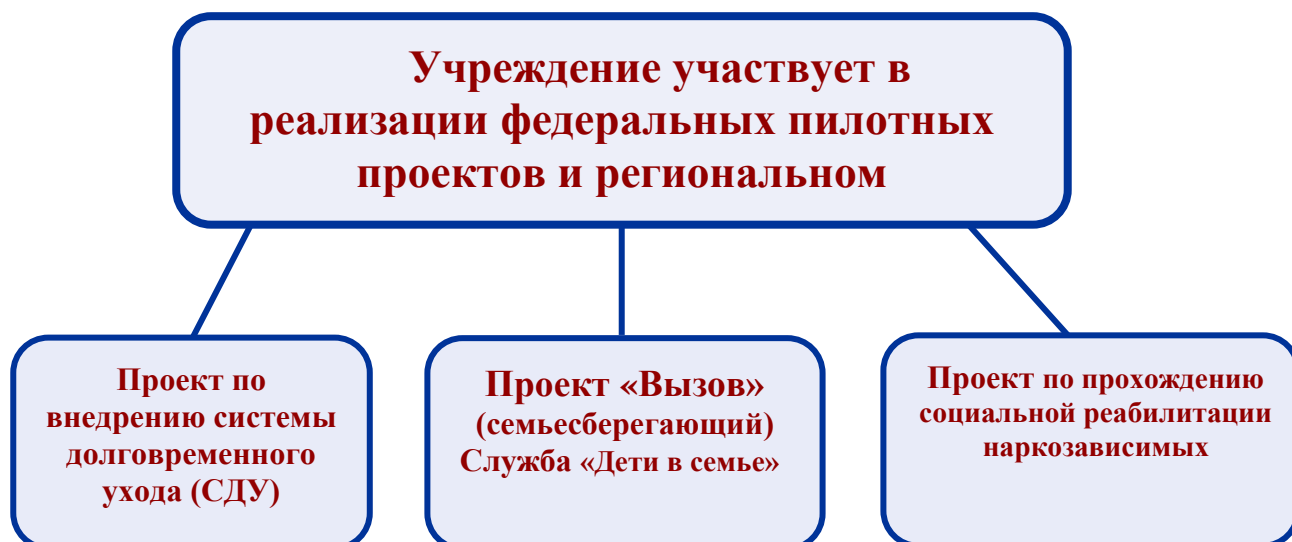 Учреждение участвует в
реализации федеральных пилотных
проектов и региональном
Проект по
внедрению системы
долговременного
ухода (СДУ)
Проект «Вызов»
(семьесберегающий)
Служба «Дети в семье»
Проект по прохождению
социальной реабилитации
наркозависимых